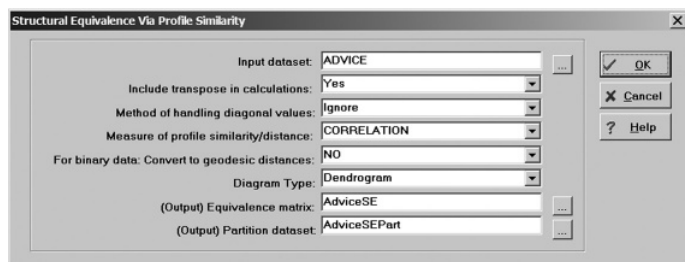 Structural Equivalence Via Profile Similarity
Input dataset: ADVICE ...
Include transpose in calculations: Yes
Method of handling diagonal values: Ignore
Measure of profile similarity/distance: CORRELATION
For binary data: Convert to geodesic distances: NO
Diagram Type: Dendrogram
(Output) Equivalence matrix: AdviceSE ...
(Output) Partition dataset: AdviceSEPart ...
OK
Cancel
? Help